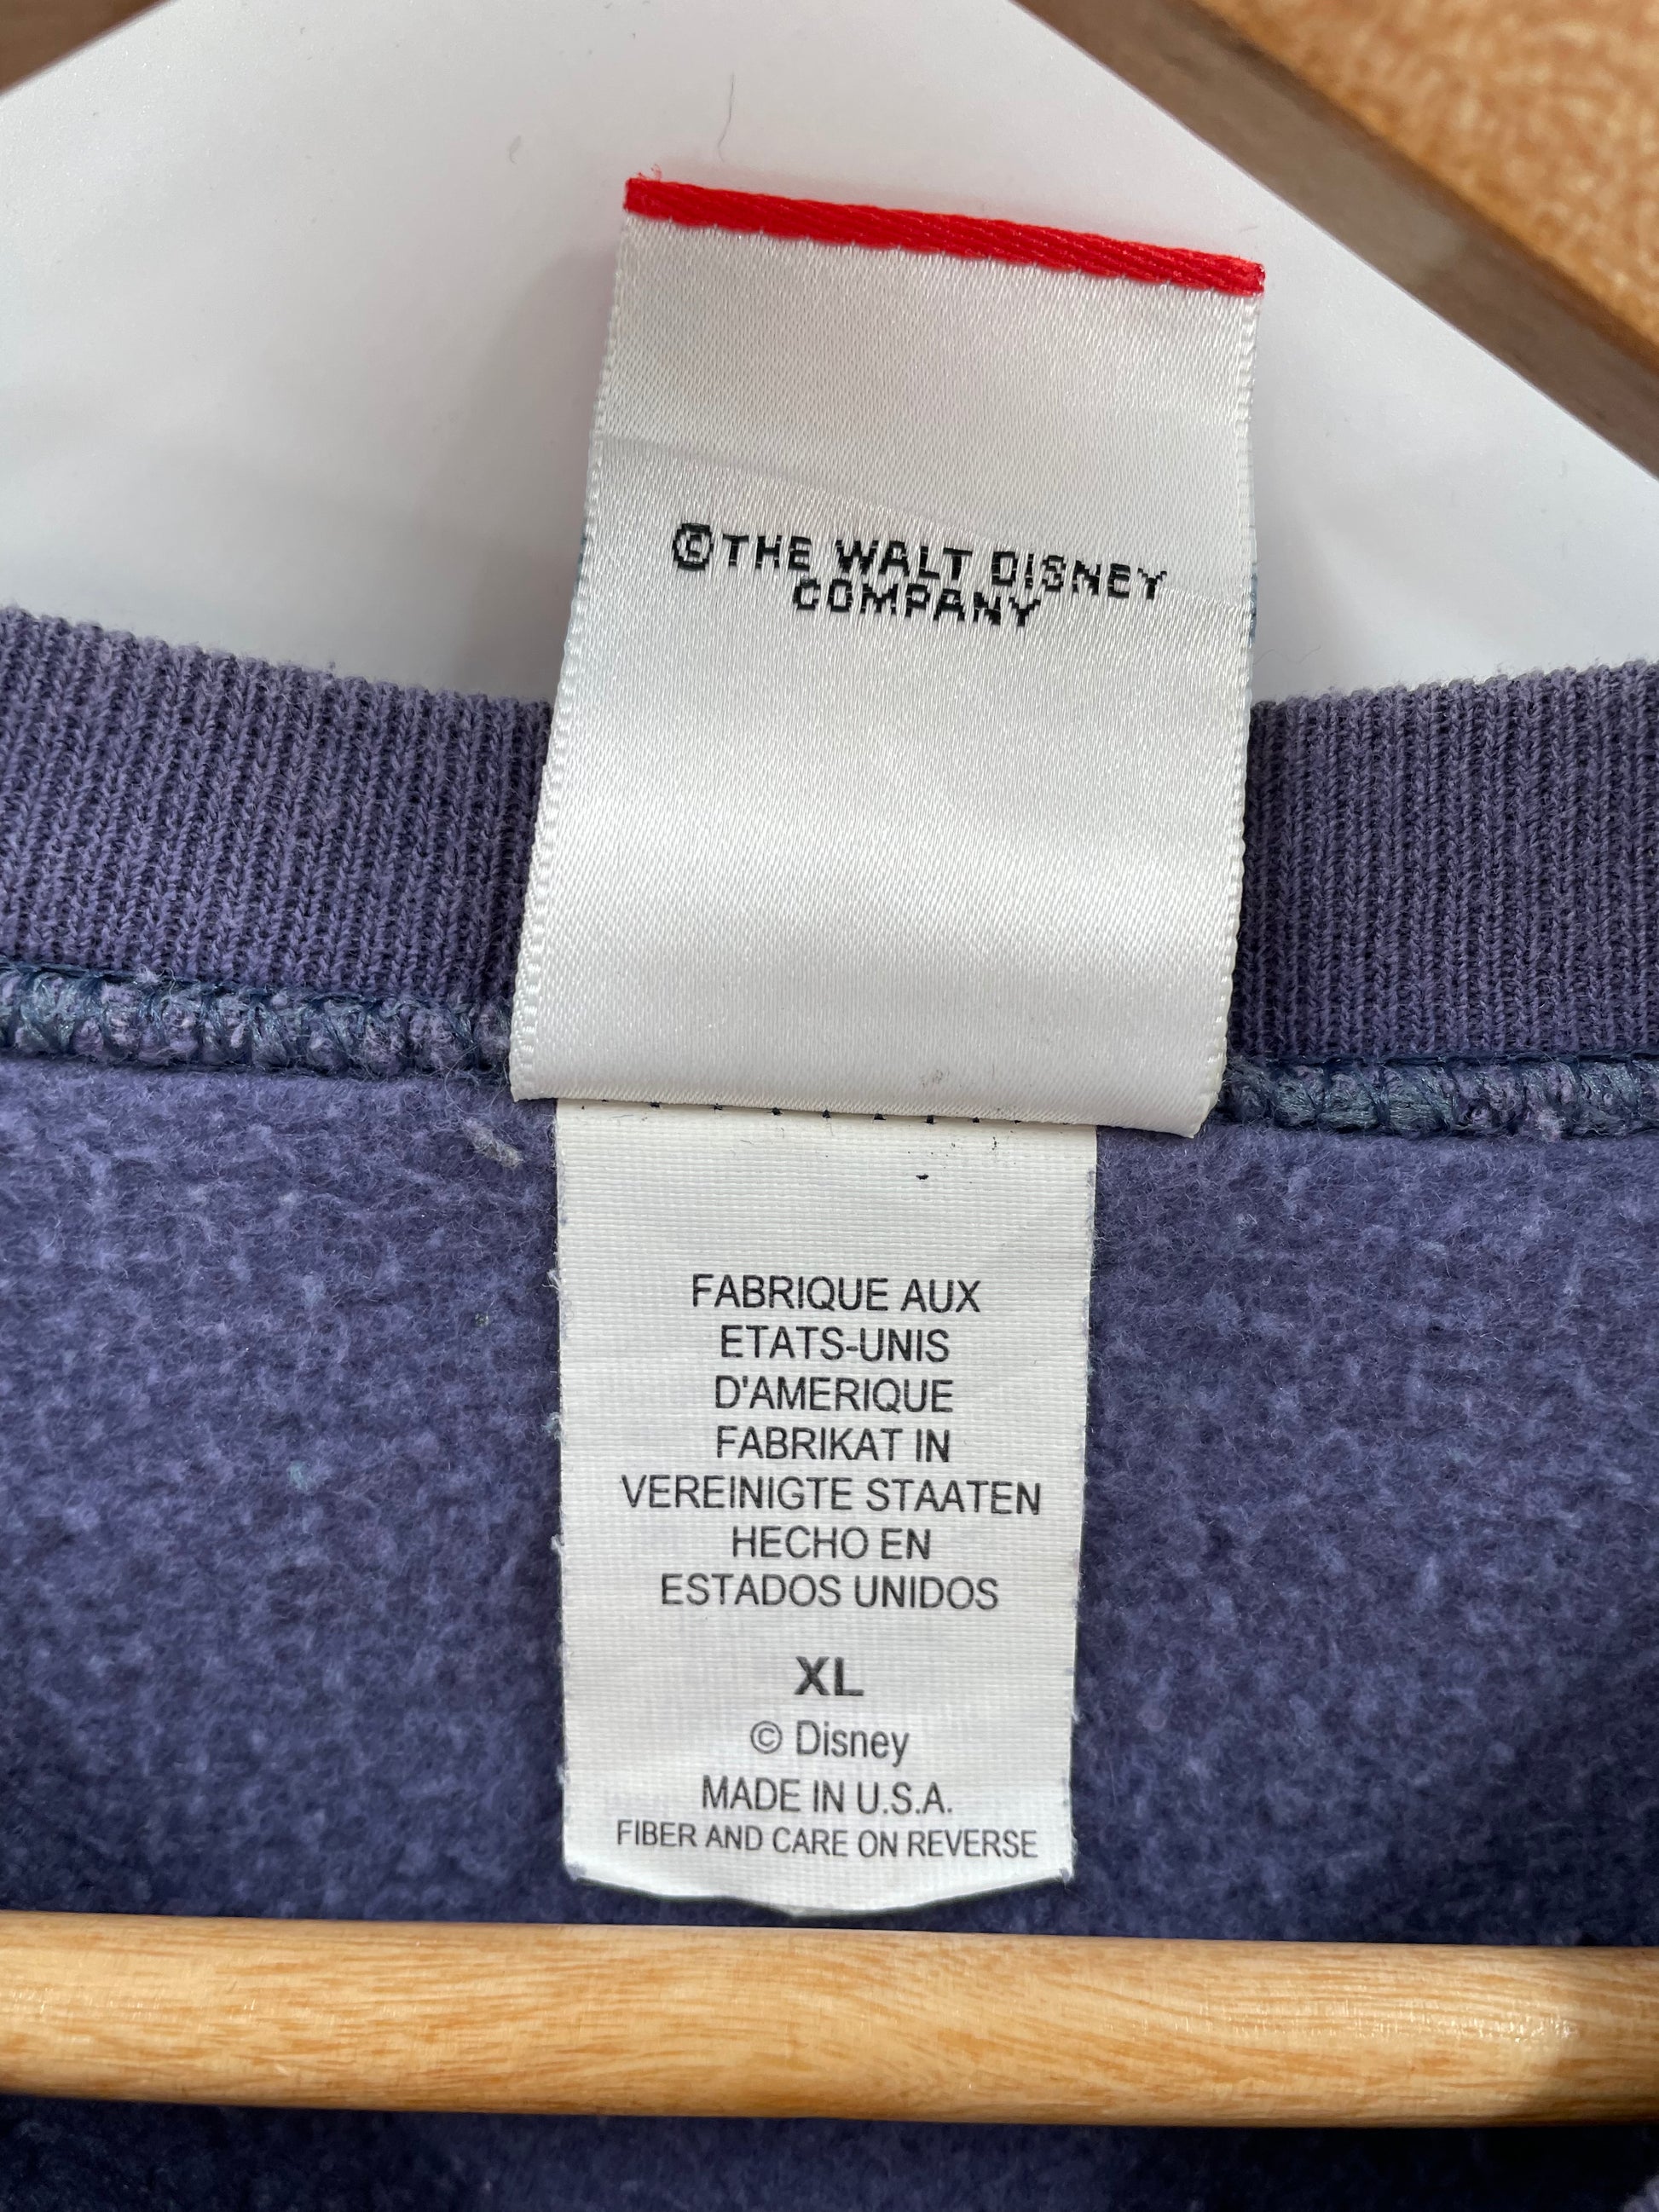 ©THE WALT DISNEY
COMPANY
FABRIQUE AUX
ETATS-UNIS
D'AMERIQUE
FABRIKAT IN
VEREINIGTE STAATEN
HECHO EN
ESTADOS UNIDOS
XL
© Disney
MADE IN U.S.A.
FIBER AND CARE ON REVERSE